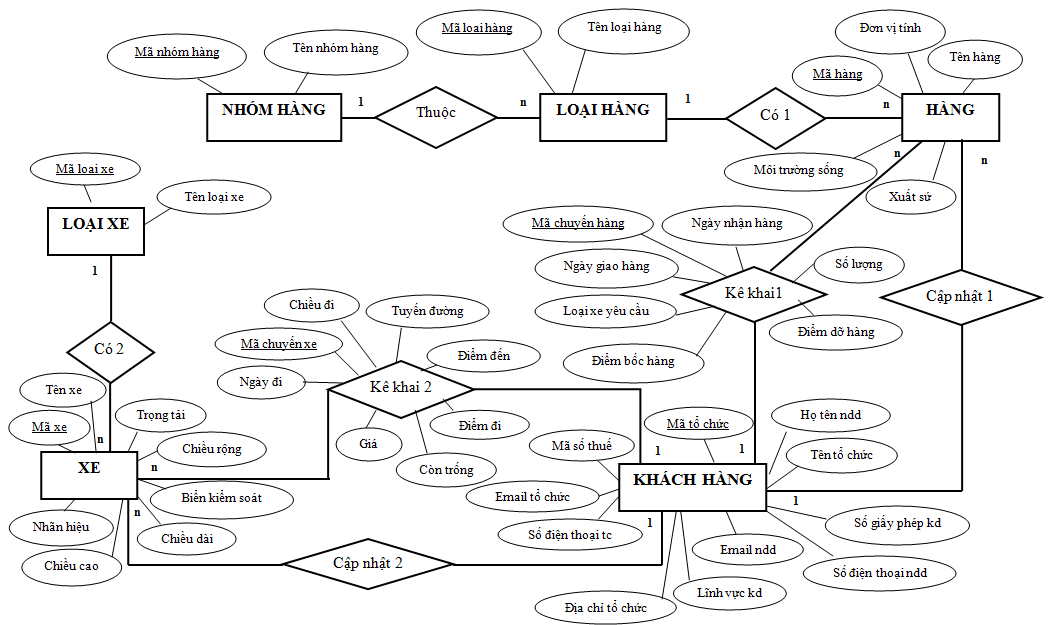 Mã nhóm hàng
Tên nhóm hàng
Mã loai hàng
Tên loại hàng
Đơn vị tính
Tên hàng
Mã hàng
NHÓM HÀNG
1
Thuộc
n
LOẠI HÀNG
1
Có 1
n
HÀNG
n
n
Môi trường sống
Xuất sứ
Mã loai xe
Tên loại xe
LOẠI XE
1
Mã chuyến hàng
Ngày nhận hàng
Ngày giao hàng
Số lượng
Kê khai1
Loại xe yêu cầu
Điểm dỡ hàng
Điểm bốc hàng
Cập nhật 1
Chiều đi
Tuyến đường
Mã chuyến xe
Điểm đến
Ngày đi
Kê khai 2
Điểm đi
Giá
Còn trống
Có 2
Tên xe
Trọng tải
Mã xe
n
Chiều rộng
XE
n
Biển kiểm soát
n
Nhãn hiệu
Chiều dài
Chiều cao
Cập nhật 2
Mã số thuế
Mã tổ chức
Họ tên ndd
Tên tổ chức
1
1
KHÁCH HÀNG
Email tổ chức
1
1
Số điện thoại tc
Số giấy phép kd
Email ndd
Số điện thoại ndd
Lĩnh vực kd
Địa chỉ tổ chức